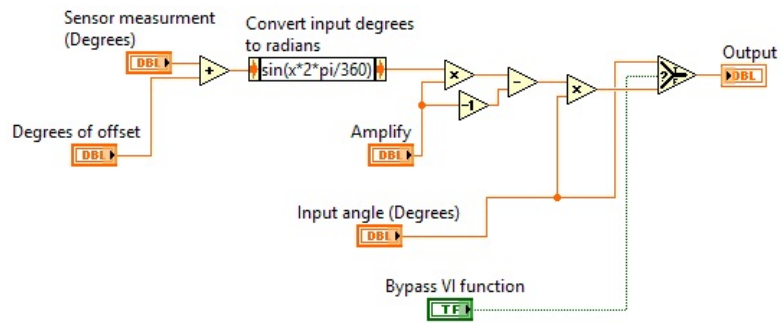 Sensor measurment
(Degrees)
Convert input degrees
to radians
DBL
+
sin(x*2*pi/360)
x
-
-1
x
?
T
F
Output
DBL
Degrees of offset
DBL
Amplify
DBL
Input angle (Degrees)
DBL
Bypass VI function
TF